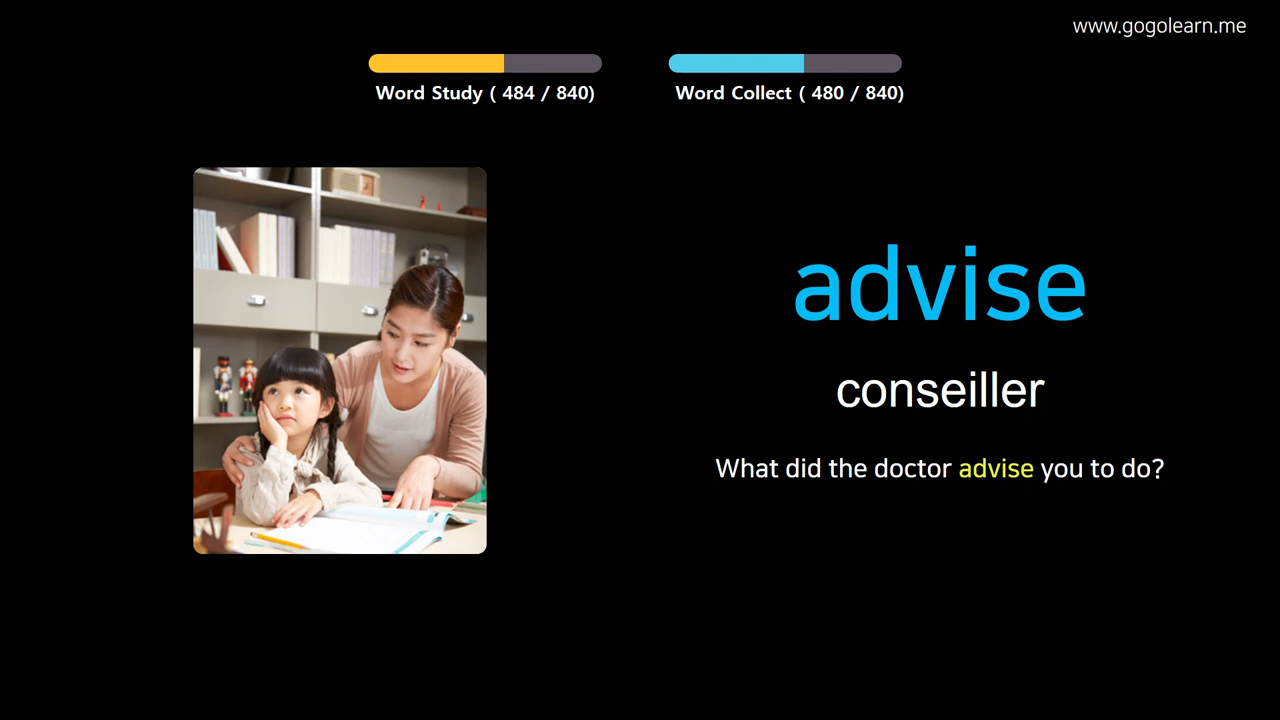 www.gogolearn.me
Word Study ( 484 / 840)
Word Collect ( 480 / 840)
advise
conseiller
What did the doctor advise you to do?